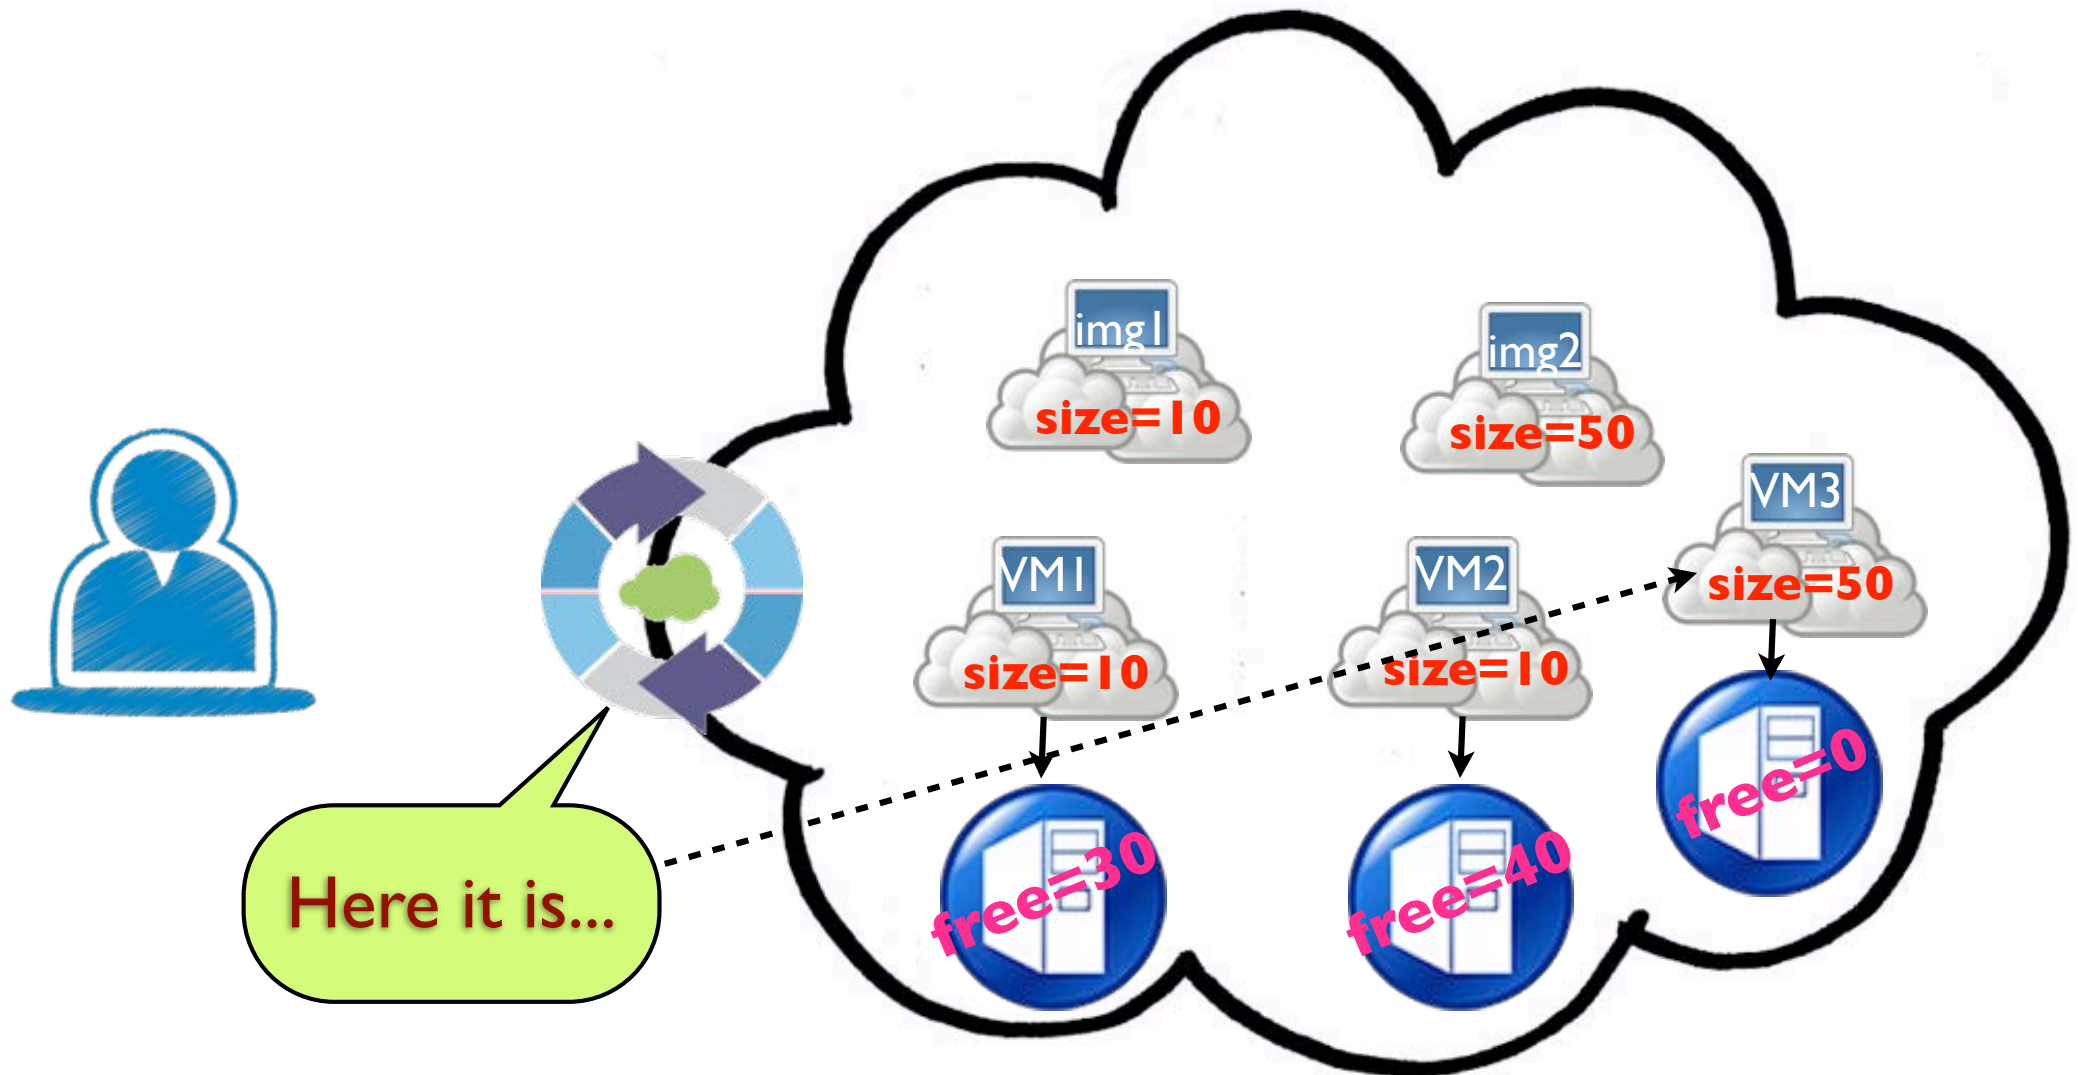 img1
size=10
img2
size=50
VM3
size=50
VM1
size=10
VM2
size=10
free=0
free=30
free=40
Here it is...